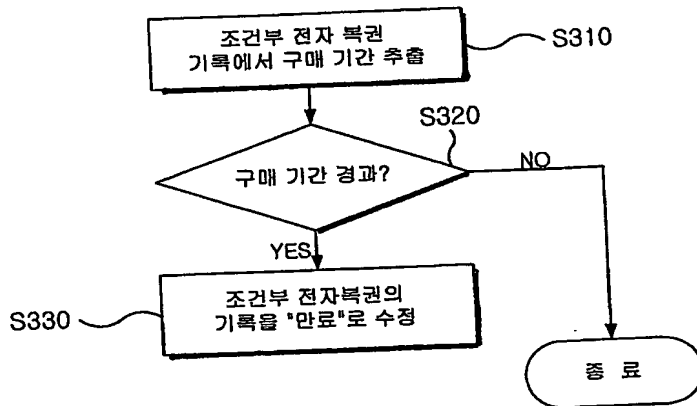 조건부 전자 복권
기록에서 구매 기간 추출
S310
S320
구매 기간 경과?
NO
YES
조건부 전자복권의
기록을 "만료"로 수정
S330
종 료